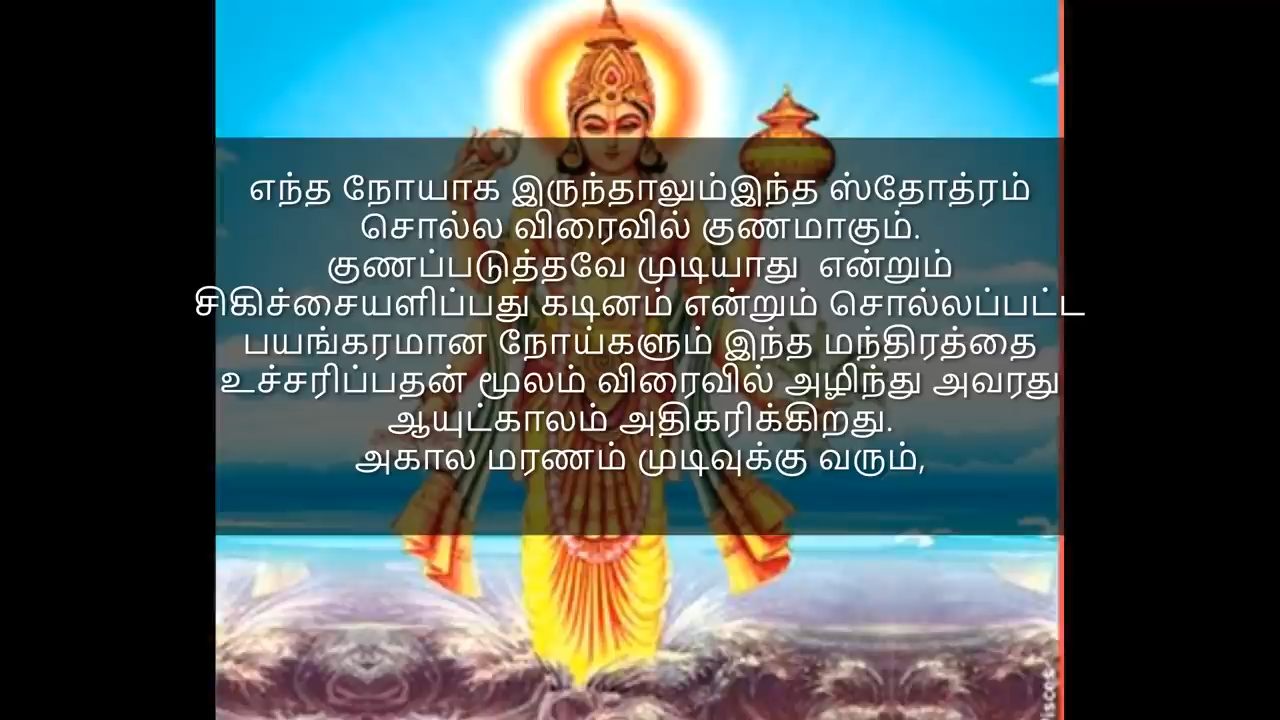 எந்த நோயாக இருந்தாலும்இந்த ஸ்தோத்ரம்
சொல்ல விரைவில் குணமாகும்.
குணப்படுத்தவே முடியாது  என்றும்
சிகிச்சையளிப்பது கடினம் என்றும் சொல்லப்பட்ட
பயங்கரமான நோய்களும் இந்த மந்திரத்தை
உச்சரிப்பதன் மூலம் விரைவில் அழிந்து அவரது
ஆயுட்காலம் அதிகரிக்கிறது.
அகால மரணம் முடிவுக்கு வரும்,